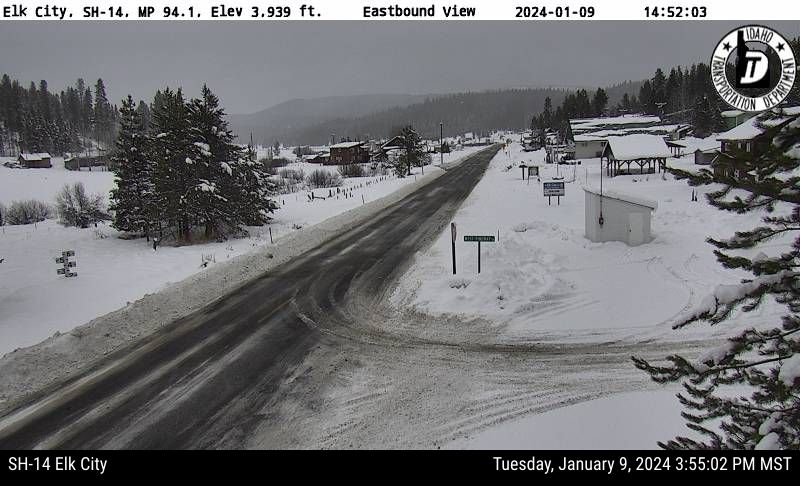 Elk City, SH-14, MP 94.1, Elev 3,939 ft. Eastbound View 2024-01-09 14:52:03
IDAHO
TRANSPORTATION DEPARTMENT
SH-14 Elk City Tuesday, January 9, 2024 3:55:02 PM MST